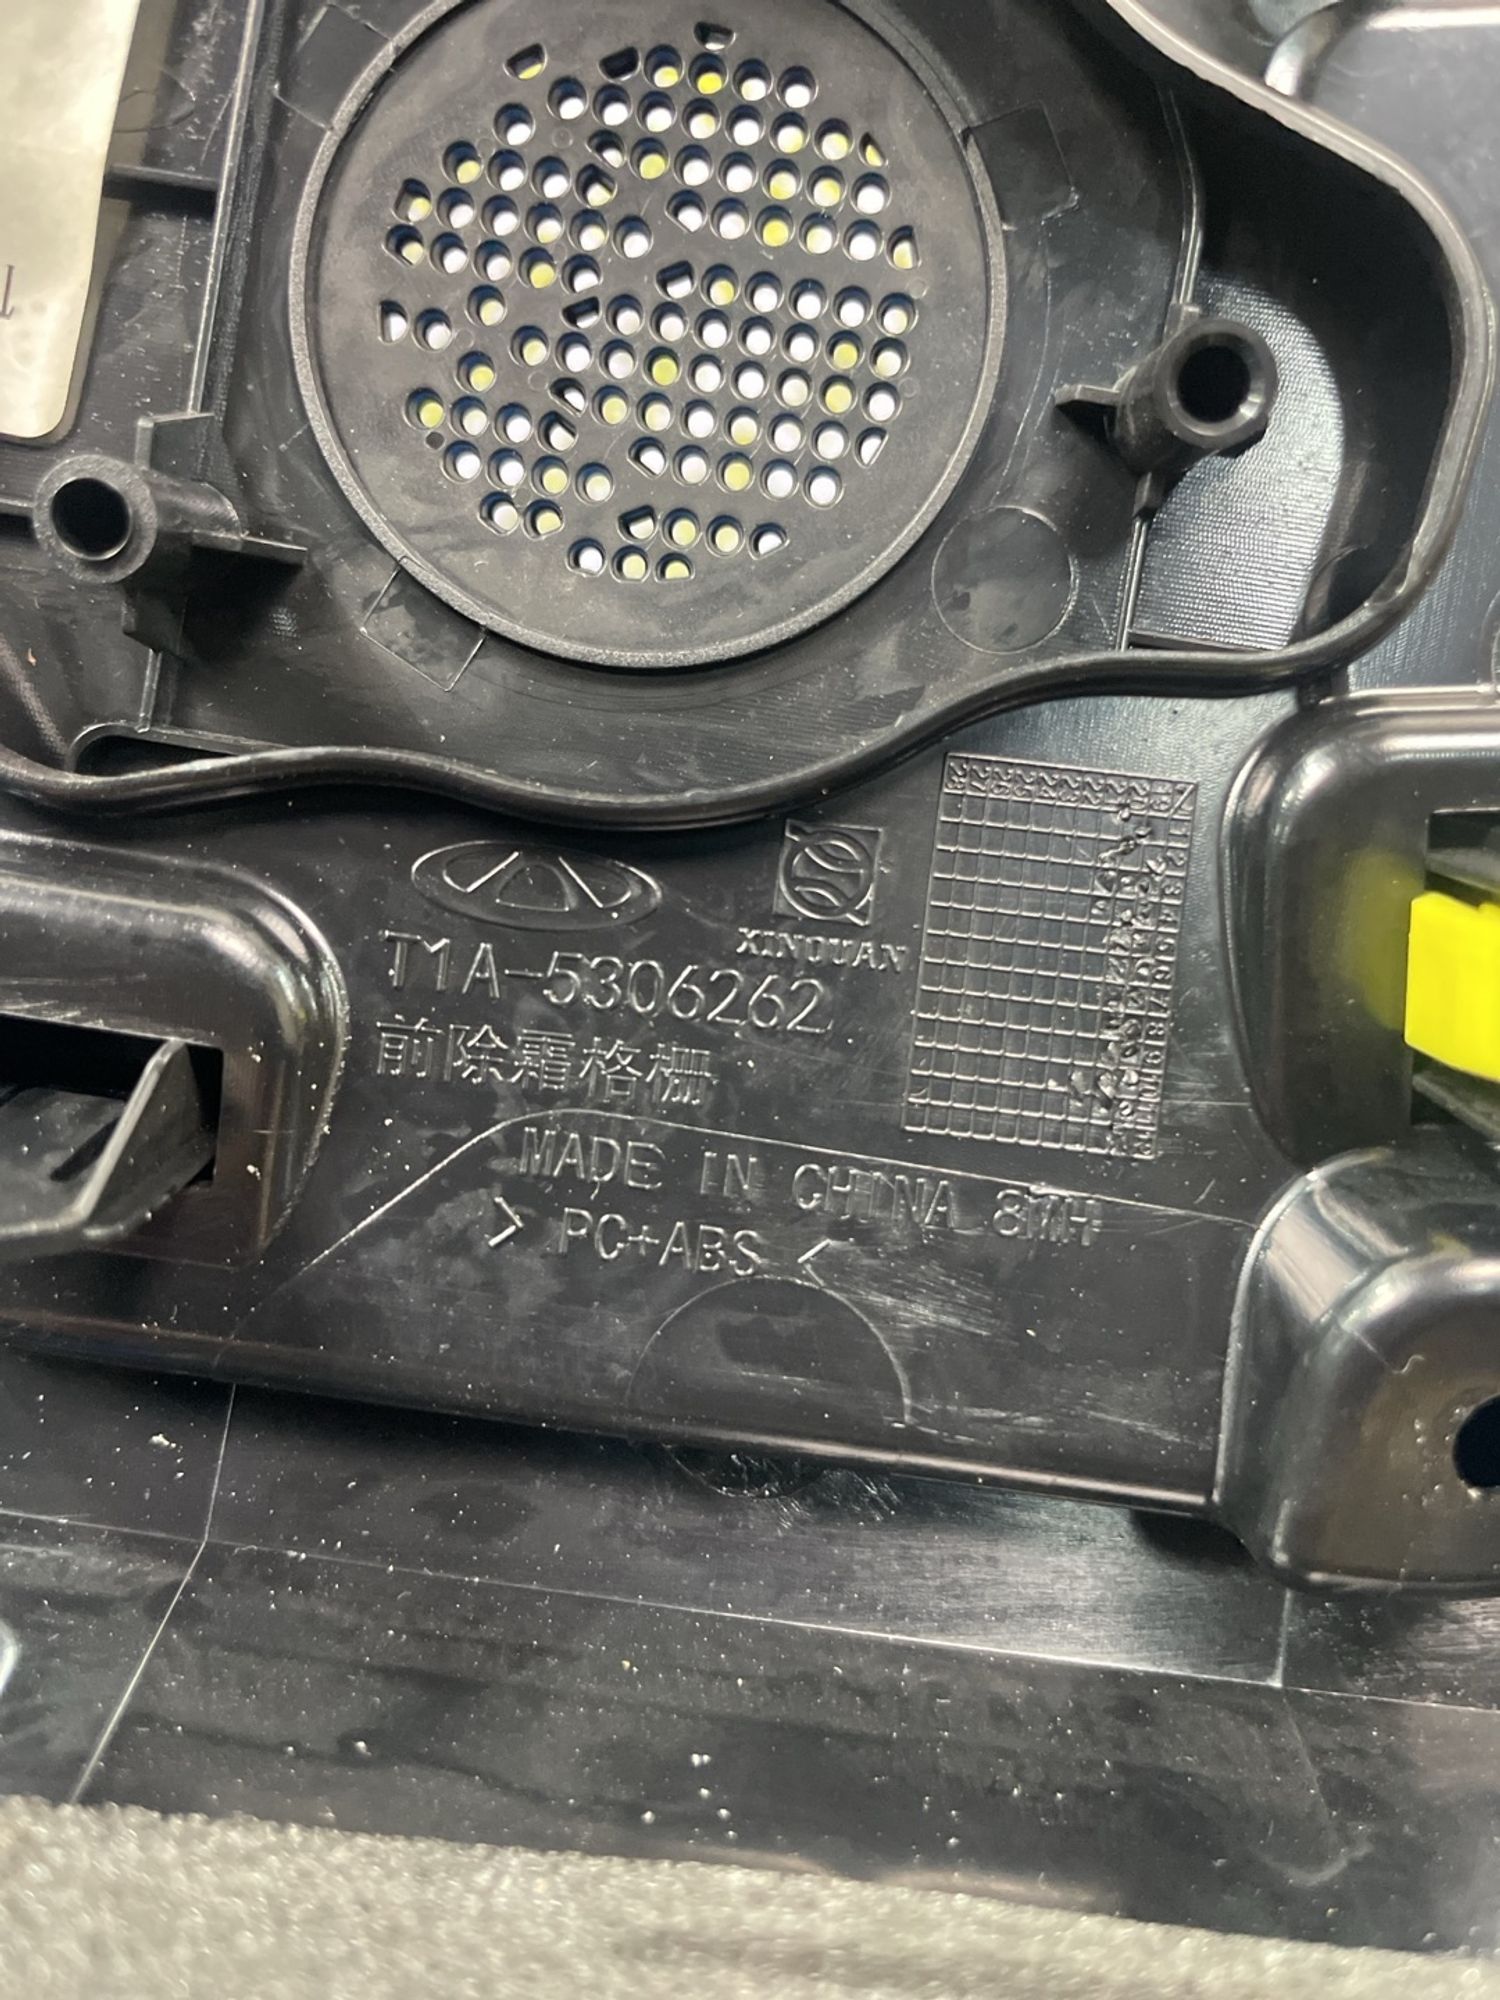 XINQUAN
T1A-5306262
前除霜格栅
MADE IN CHINA 8MH
> PC+ABS <